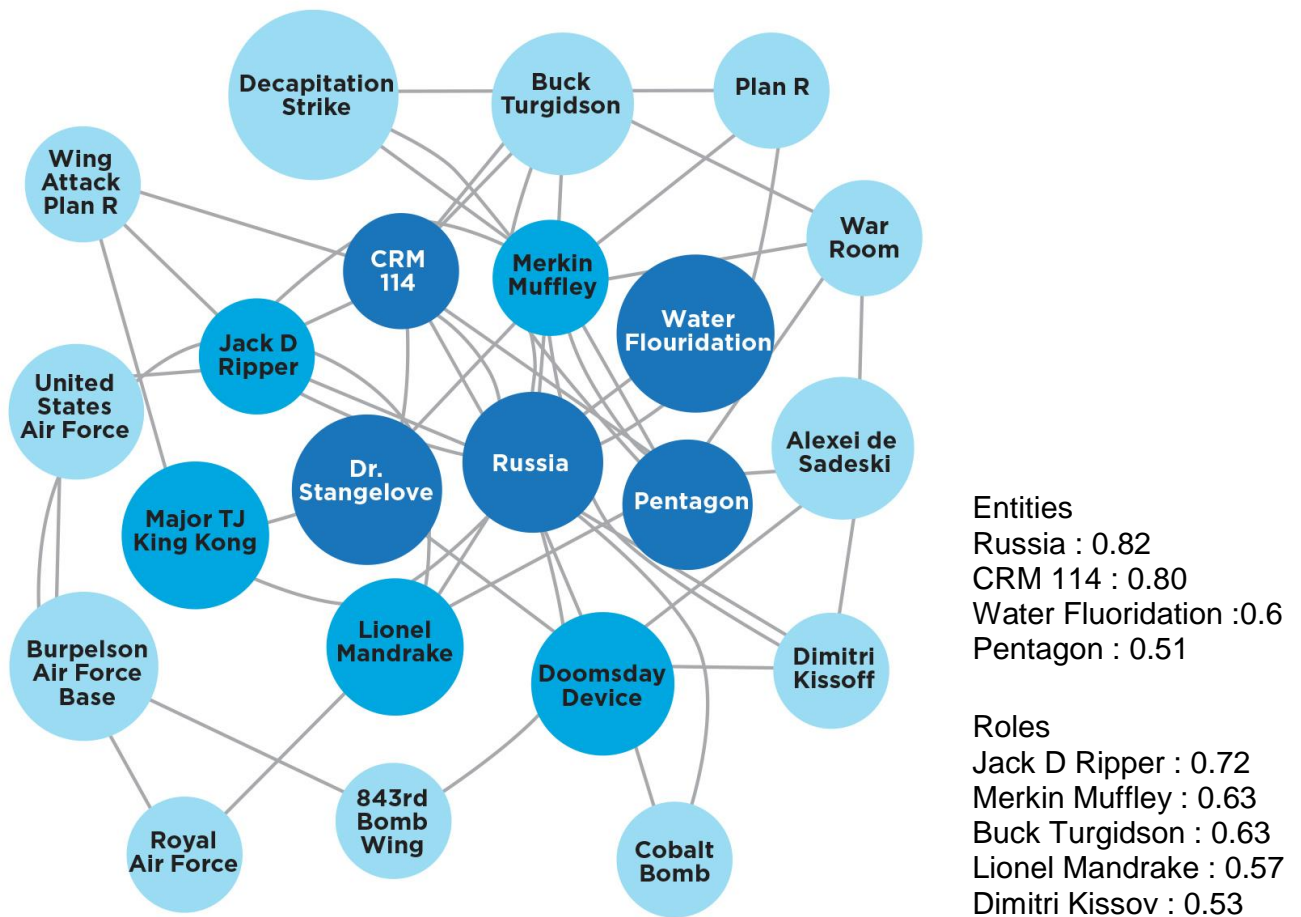 Decapitation
Strike
Buck
Turgidson
Plan R
Wing
Attack
Plan R
CRM
114
Merkin
Muffley
War
Room
Water
Flouridation
Jack D
Ripper
United
States
Air Force
Dr.
Stangelove
Russia
Pentagon
Alexei de
Sadeski
Major TJ
King Kong
Burpelson
Air Force
Base
Lionel
Mandrake
Doomsday
Device
Dimitri
Kissoff
Royal
Air Force
843rd
Bomb
Wing
Cobalt
Bomb
Entities
Russia : 0.82
CRM 114 : 0.80
Water Fluoridation :0.6
Pentagon : 0.51
Roles
Jack D Ripper : 0.72
Merkin Muffley : 0.63
Buck Turgidson : 0.63
Lionel Mandrake : 0.57
Dimitri Kissov : 0.53